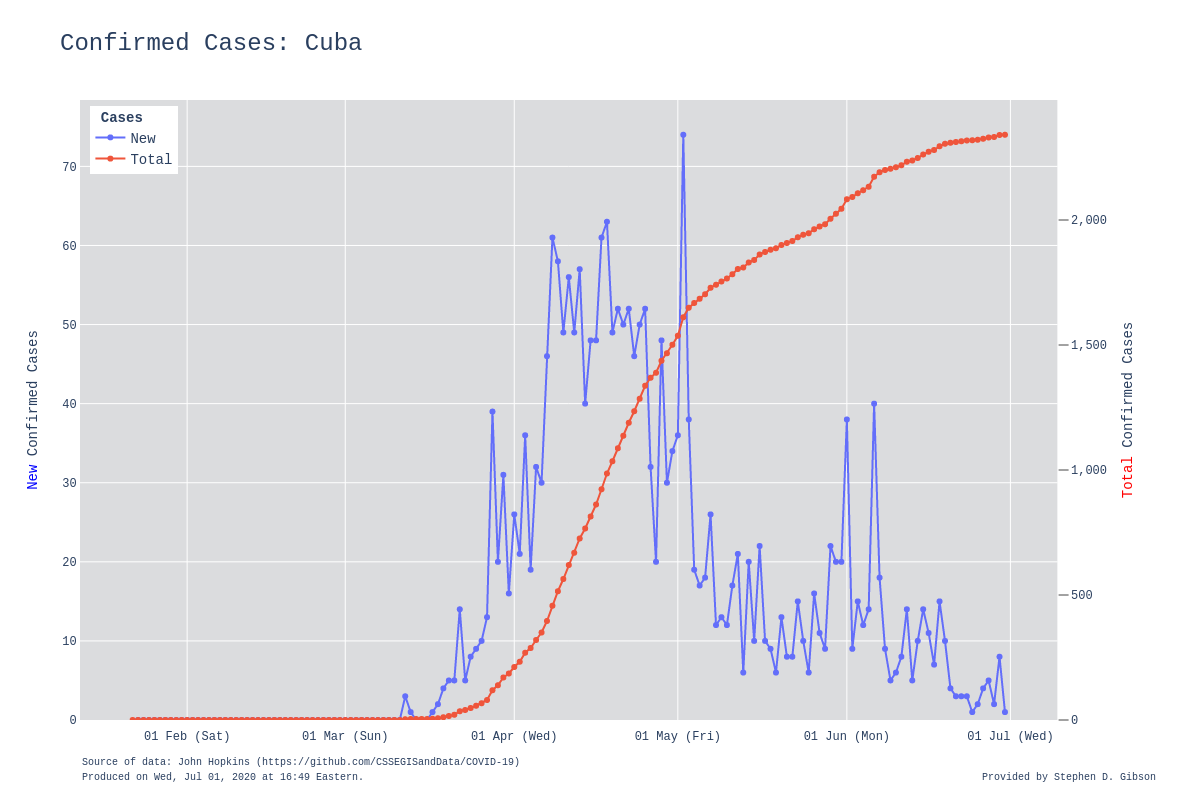 Confirmed Cases: Cuba
Cases
New
Total
70
60
50
40
30
20
10
0
2,000
1,500
1,000
500
0
New Confirmed Cases
Total Confirmed Cases
01 Feb (Sat)
01 Mar (Sun)
01 Apr (Wed)
01 May (Fri)
01 Jun (Mon)
01 Jul (Wed)
Source of data: John Hopkins (https://github.com/CSSEGISandData/COVID-19)
Produced on Wed, Jul 01, 2020 at 16:49 Eastern.
Provided by Stephen D. Gibson